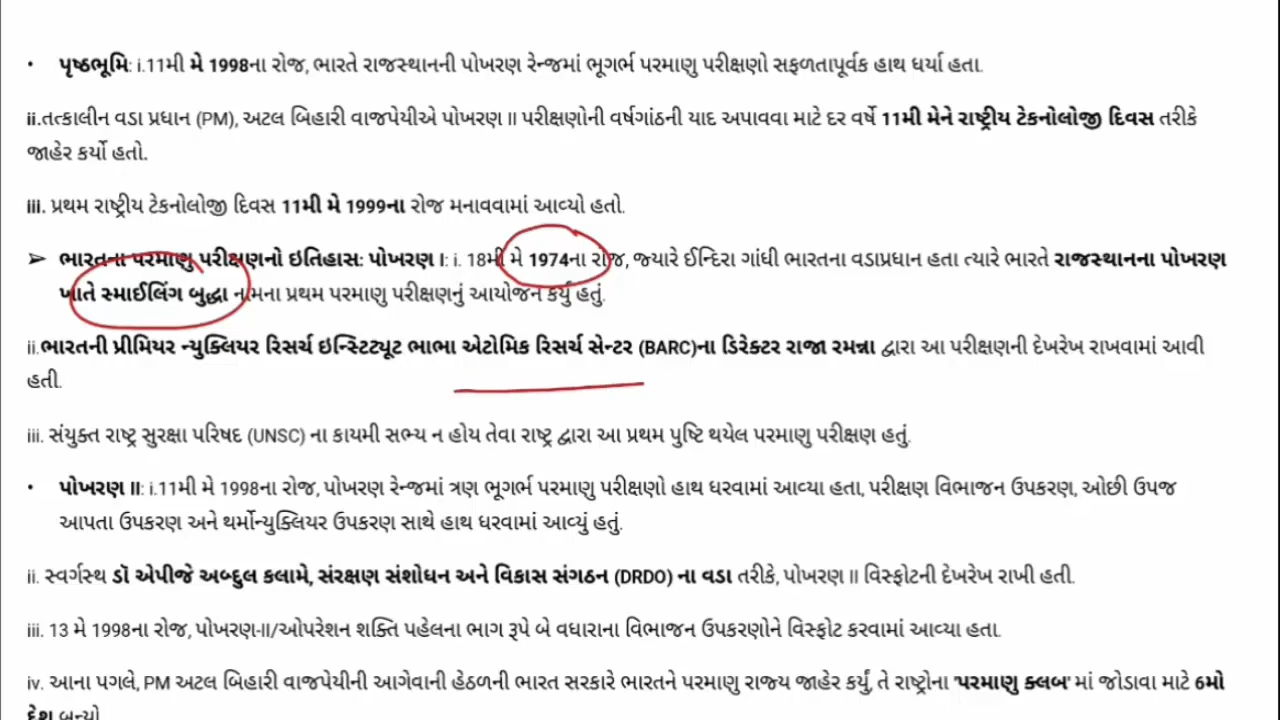 • પૃષ્ઠભૂમિ: i.11મી મે 1998ના રોજ, ભારતે રાજસ્થાનની પોખરણ રેન્જમાં ભૂગર્ભ પરમાણુ પરીક્ષણો સફળતાપૂર્વક હાથ ધર્યા હતા.
ii.તત્કાલીન વડા પ્રધાન (PM), અટલ બિહારી વાજપેયીએ પોખરણ II પરીક્ષણોની વર્ષગાંઠની યાદ અપાવવા માટે દર વર્ષે 11મી મેને રાષ્ટ્રીય ટેકનોલોજી દિવસ તરીકે
જાહેર કર્યો હતો.
iii. પ્રથમ રાષ્ટ્રીય ટેકનોલોજી દિવસ 11મી મે 1999ના રોજ મનાવવામાં આવ્યો હતો.
➢ ભારતના પરમાણુ પરીક્ષણનો ઇતિહાસ: પોખરણ I: i. 18મી મે 1974ના રોજ, જ્યારે ઈન્દિરા ગાંધી ભારતના વડાપ્રધાન હતા ત્યારે ભારતે રાજસ્થાનના પોખરણ
ખાતે સ્માઈલિંગ બુદ્ધા નામના પ્રથમ પરમાણુ પરીક્ષણનું આયોજન કર્યું હતું.
ii.ભારતની પ્રીમિયર ન્યુક્લિયર રિસર્ચ ઇન્સ્ટિટ્યૂટ ભાભા એટોમિક રિસર્ચ સેન્ટર (BARC)ના ડિરેક્ટર રાજા રમન્ના દ્વારા આ પરીક્ષણની દેખરેખ રાખવામાં આવી
હતી.
iii. સંયુક્ત રાષ્ટ્ર સુરક્ષા પરિષદ (UNSC) ના કાયમી સભ્ય ન હોય તેવા રાષ્ટ્ર દ્વારા આ પ્રથમ પુષ્ટિ થયેલ પરમાણુ પરીક્ષણ હતું.
• પોખરણ II: i.11મી મે 1998ના રોજ, પોખરણ રેન્જમાં ત્રણ ભૂગર્ભ પરમાણુ પરીક્ષણો હાથ ધરવામાં આવ્યા હતા, પરીક્ષણ વિભાજન ઉપકરણ, ઓછી ઉપજ
આપતા ઉપકરણ અને થર્મોન્યુક્લિયર ઉપકરણ સાથે હાથ ધરવામાં આવ્યું હતું.
ii. સ્વર્ગસ્થ ડૉ એપીજે અબ્દુલ કલામે, સંરક્ષણ સંશોધન અને વિકાસ સંગઠન (DRDO) ના વડા તરીકે, પોખરણ II વિસ્ફોટની દેખરેખ રાખી હતી.
iii. 13 મે 1998ના રોજ, પોખરણ-II/ઓપરેશન શક્તિ પહેલના ભાગ રૂપે બે વધારાના વિભાજન ઉપકરણોને વિસ્ફોટ કરવામાં આવ્યા હતા.
iv. આના પગલે, PM અટલ બિહારી વાજપેયીની આગેવાની હેઠળની ભારત સરકારે ભારતને પરમાણુ રાજ્ય જાહેર કર્યું, તે રાષ્ટ્રોના 'પરમાણુ ક્લબ' માં જોડાવા માટે 6મો
દેશ બન્યો